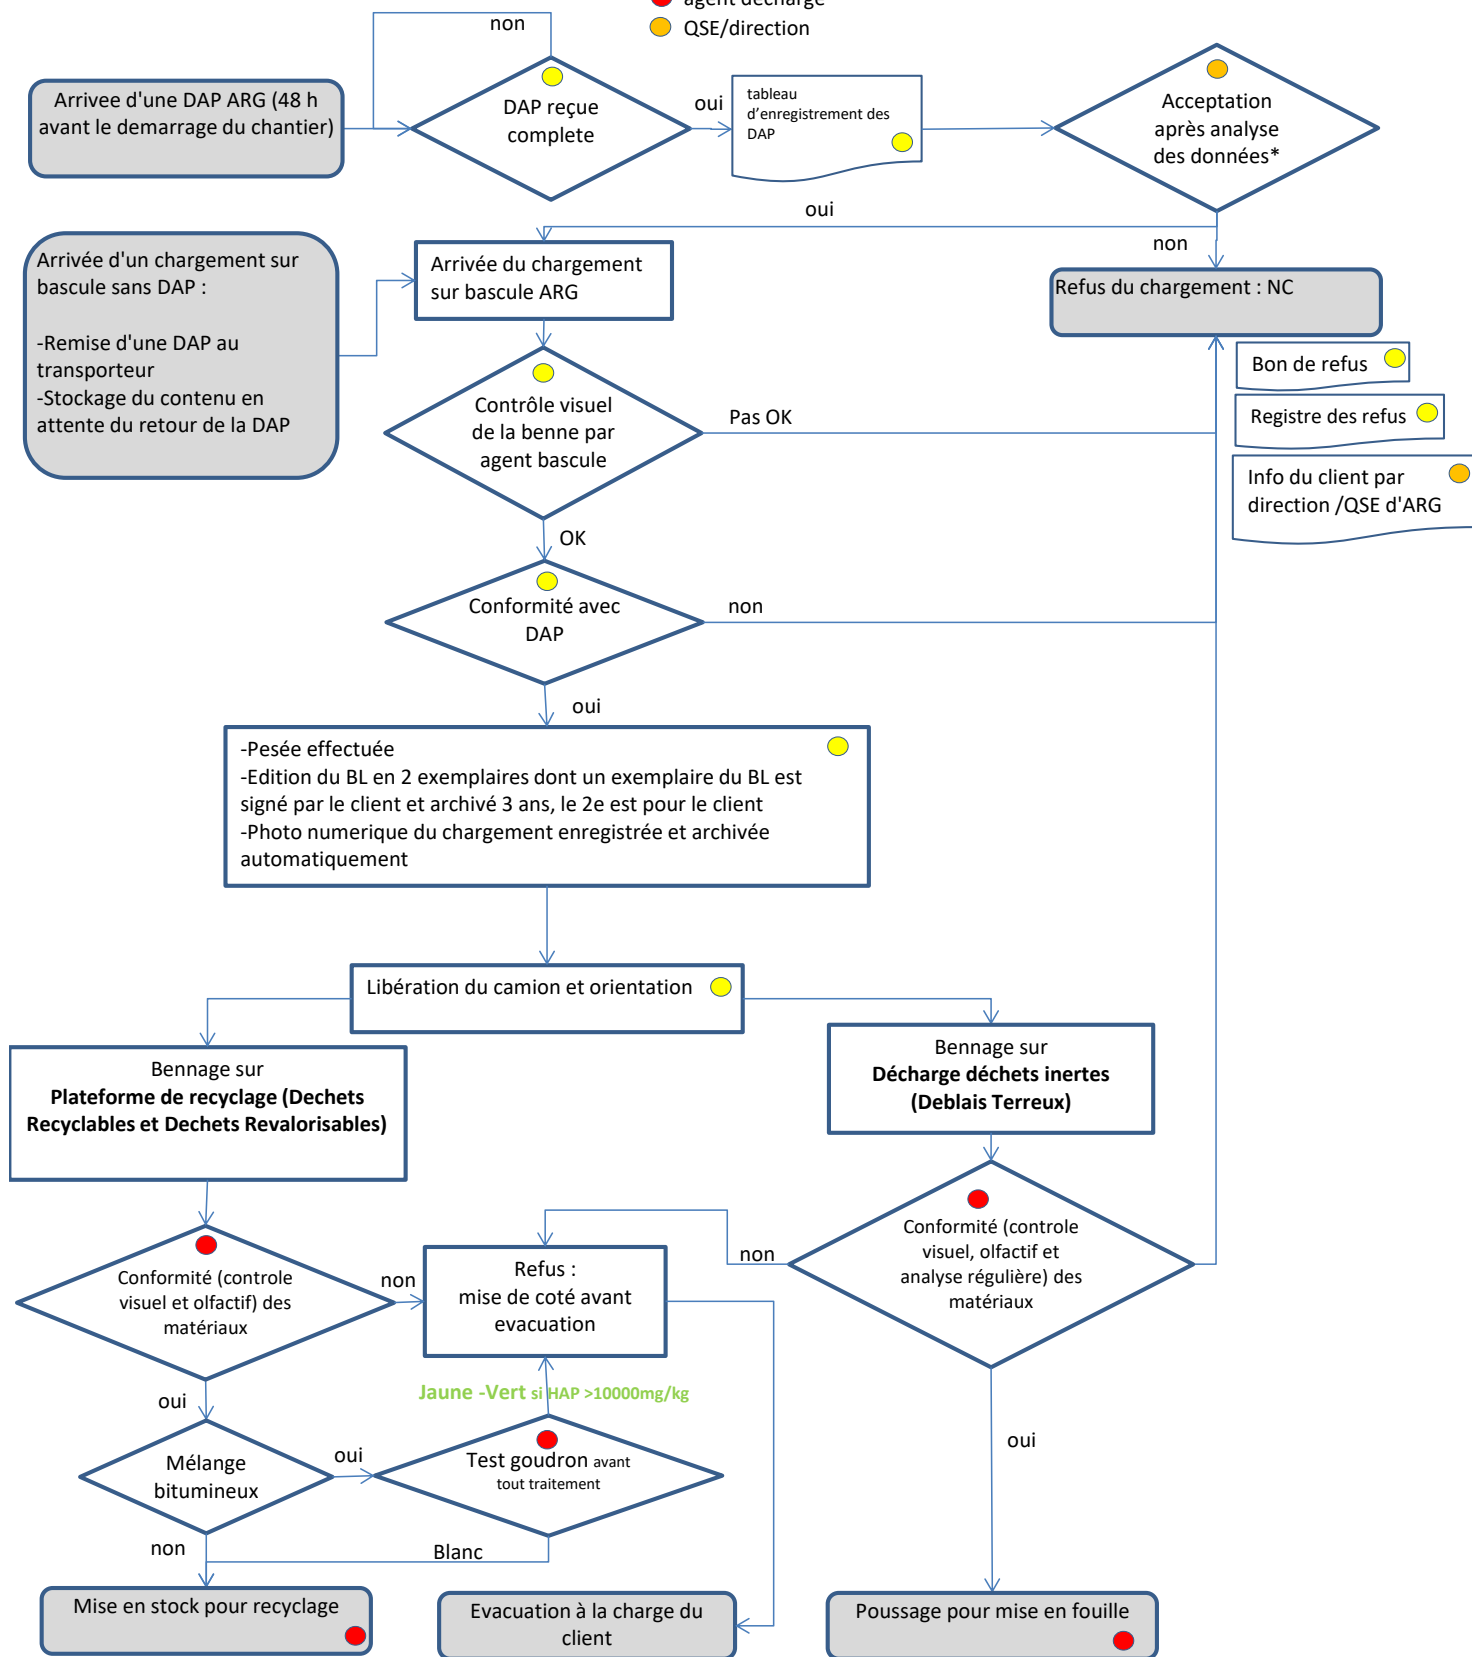 agent décharge
QSE/direction
non
Arrivee d'une DAP ARG (48 h
avant le demarrage du chantier)
DAP reçue
complete
oui
tableau
d'enregistrement des
DAP
Acceptation
après analyse
des données*
oui
non
Arrivée d'un chargement sur
bascule sans DAP :
-Remise d'une DAP au
transporteur
-Stockage du contenu en
attente du retour de la DAP
Arrivée du chargement
sur bascule ARG
Refus du chargement : NC
Bon de refus
Registre des refus
Info du client par
direction /QSE d'ARG
Contrôle visuel
de la benne par
agent bascule
Pas OK
OK
Conformité avec
DAP
non
oui
-Pesée effectuée
-Edition du BL en 2 exemplaires dont un exemplaire du BL est
signé par le client et archivé 3 ans, le 2e est pour le client
-Photo numerique du chargement enregistrée et archivée
automatiquement
Libération du camion et orientation
Bennage sur
Plateforme de recyclage (Dechets
Recyclables et Dechets Revalorisables)
Bennage sur
Décharge déchets inertes
(Deblais Terreux)
Conformité (controle
visuel et olfactif) des
matériaux
non
Refus :
mise de coté avant
evacuation
non
Conformité (controle
visuel, olfactif et
analyse régulière) des
matériaux
oui
Jaune -Vert si HAP >10000mg/kg
Mélange
bitumineux
oui
Test goudron avant
tout traitement
oui
non
Blanc
Mise en stock pour recyclage
Evacuation à la charge du
client
Poussage pour mise en fouille